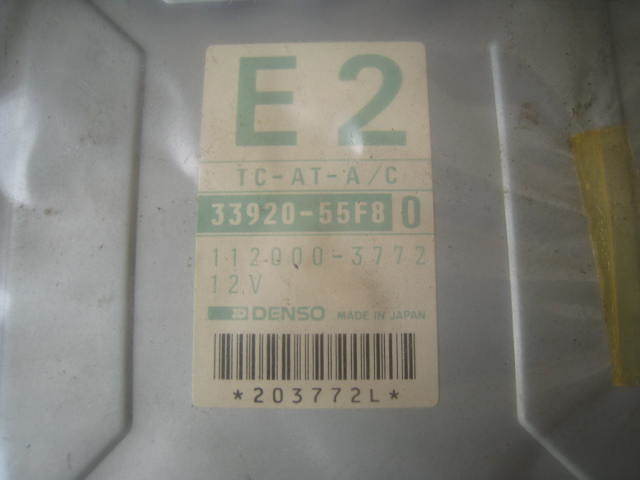 E2
TC-AT-A/C
33920-55F8 0
112000-3772
12V
DENSO MADE IN JAPAN
*203772L*